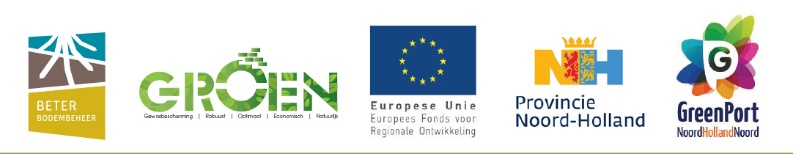 BETER
BODEMBEHEER
GROEN
Gewasbescherming | Robuust | Optimaal | Economisch | Natuurlijk
Europese Unie
Europees Fonds voor
Regionale Ontwikkeling
NH
Provincie
Noord-Holland
G
GreenPort
NoordHollandNoord